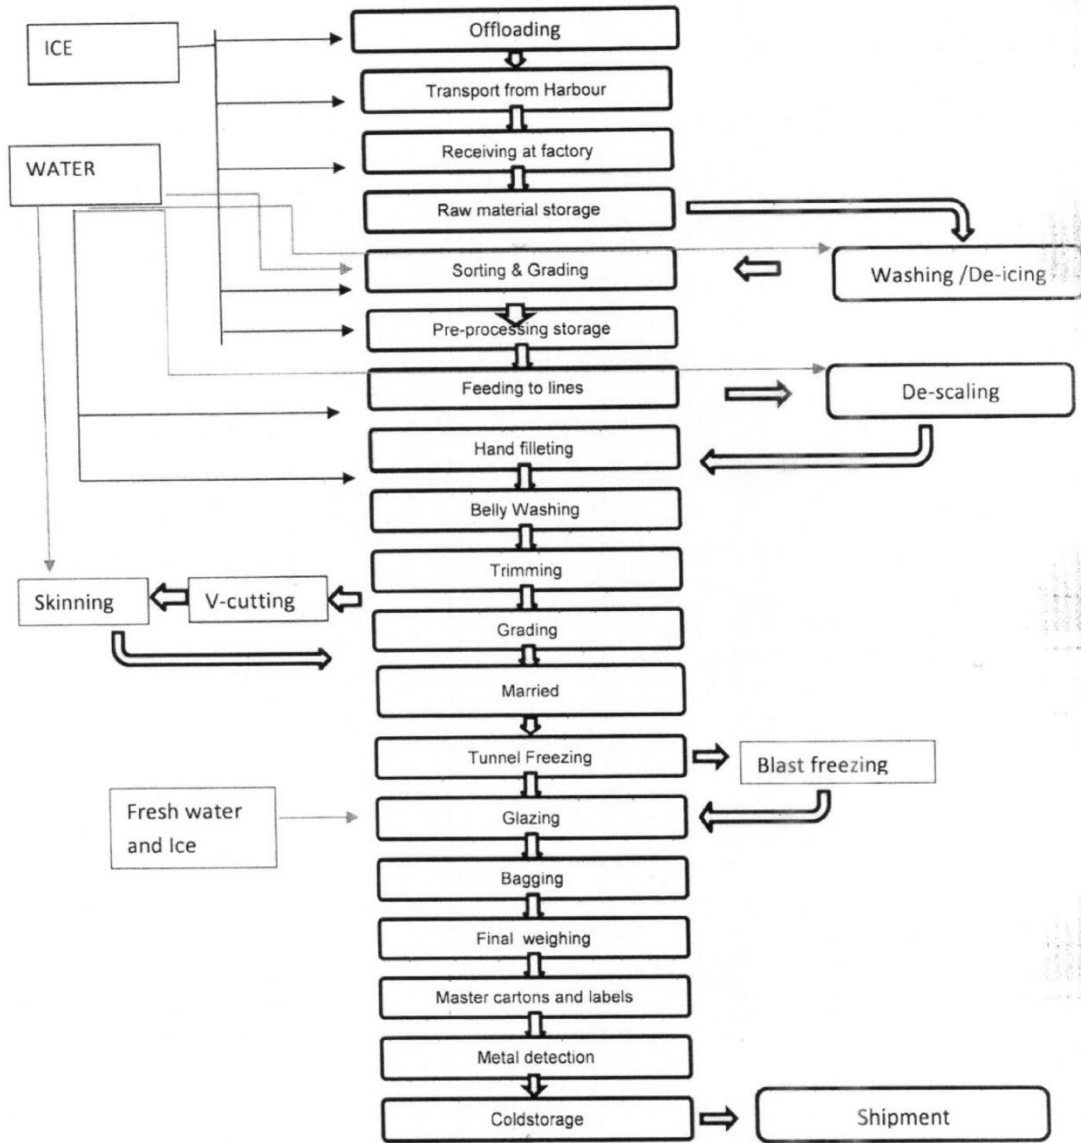 Offloading
ICE
Transport from Harbour
Receiving at factory
WATER
Raw material storage
Sorting & Grading
Washing /De-icing
Pre-processing storage
Feeding to lines
De-scaling
Hand filleting
Belly Washing
Trimming
Skinning
V-cutting
Grading
Married
Tunnel Freezing
Blast freezing
Fresh water
and Ice
Glazing
Bagging
Final weighing
Master cartons and labels
Metal detection
Coldstorage
Shipment